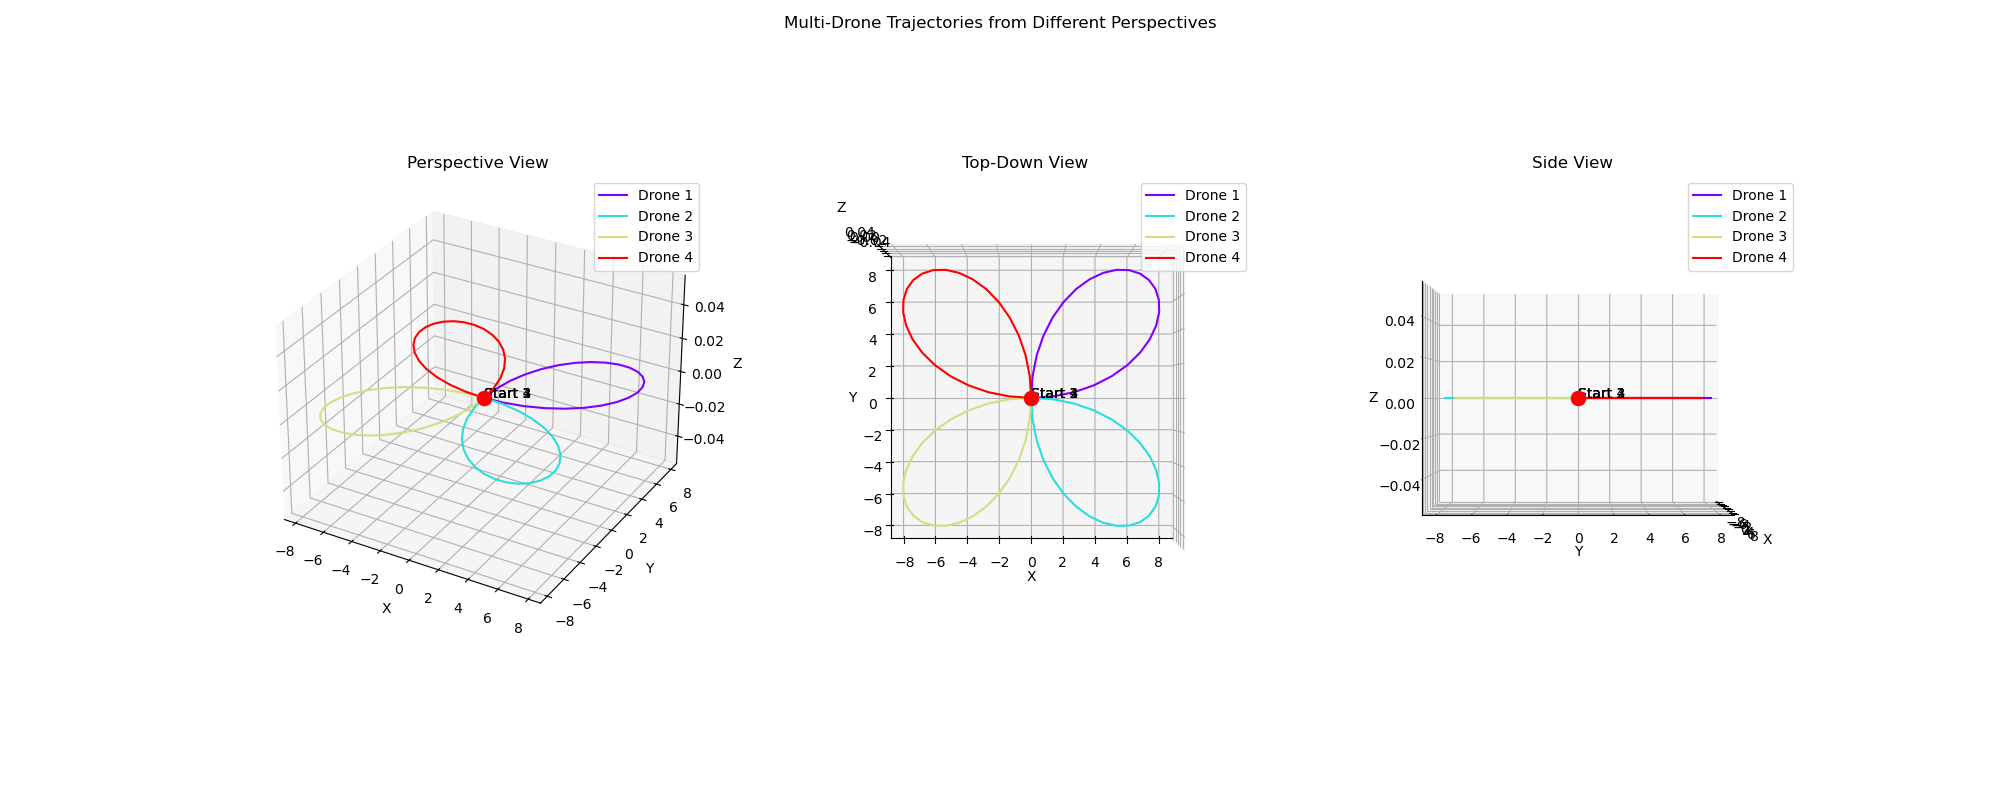 Multi-Drone Trajectories from Different Perspectives
Perspective View
Drone 1
Drone 2
Drone 3
Drone 4
0.04
0.02
0.00
−0.02
−0.04
Z
Start
−8
−6
−4
−2
0
2
4
6
8
X
−8
−6
−4
−2
0
2
4
6
8
Y
Top-Down View
Drone 1
Drone 2
Drone 3
Drone 4
Z
0.04
8
6
4
2
0
−2
−4
−6
−8
Y
Start
−8
−6
−4
−2
0
2
4
6
8
X
Side View
Drone 1
Drone 2
Drone 3
Drone 4
0.04
0.02
0.00
−0.02
−0.04
Z
Start
−8
−6
−4
−2
0
2
4
6
8
Y
X